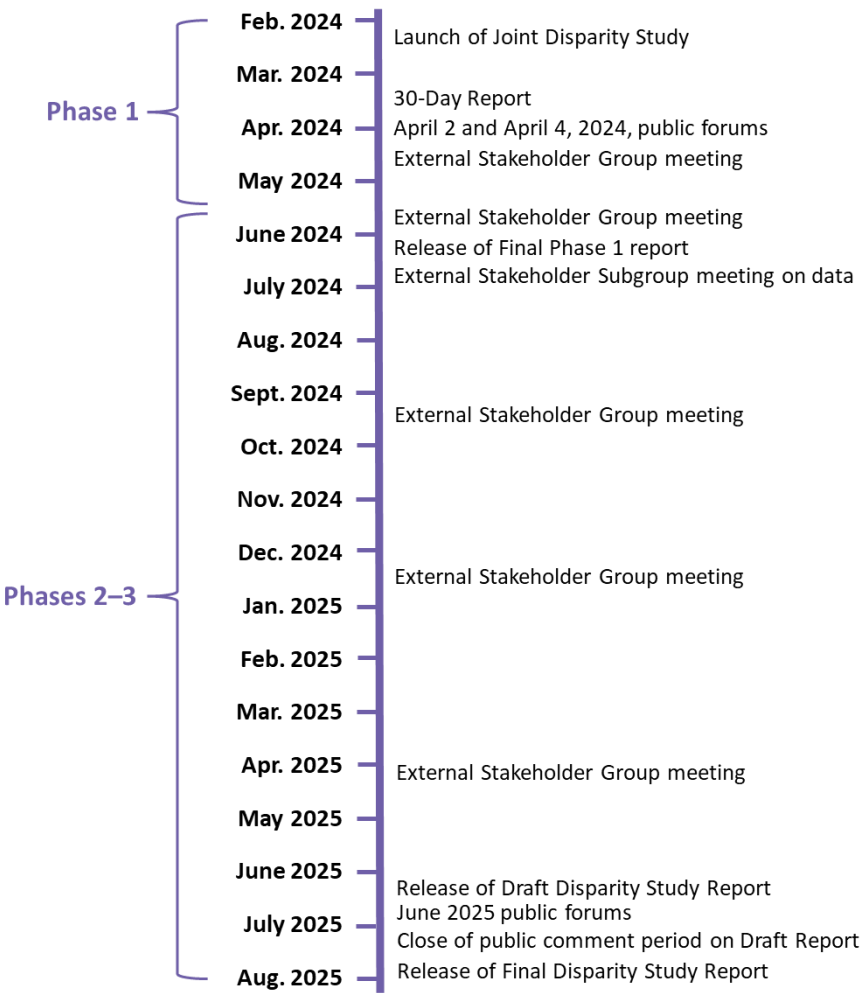 Feb. 2024
Launch of Joint Disparity Study
Mar. 2024
30-Day Report
Phase 1
Apr. 2024
April 2 and April 4, 2024, public forums
External Stakeholder Group meeting
May 2024
External Stakeholder Group meeting
June 2024
Release of Final Phase 1 report
External Stakeholder Subgroup meeting on data
July 2024
Aug. 2024
Sept. 2024
External Stakeholder Group meeting
Oct. 2024
Nov. 2024
Dec. 2024
External Stakeholder Group meeting
Phases 2–3
Jan. 2025
Feb. 2025
Mar. 2025
Apr. 2025
External Stakeholder Group meeting
May 2025
June 2025
Release of Draft Disparity Study Report
June 2025 public forums
July 2025
Close of public comment period on Draft Report
Release of Final Disparity Study Report
Aug. 2025